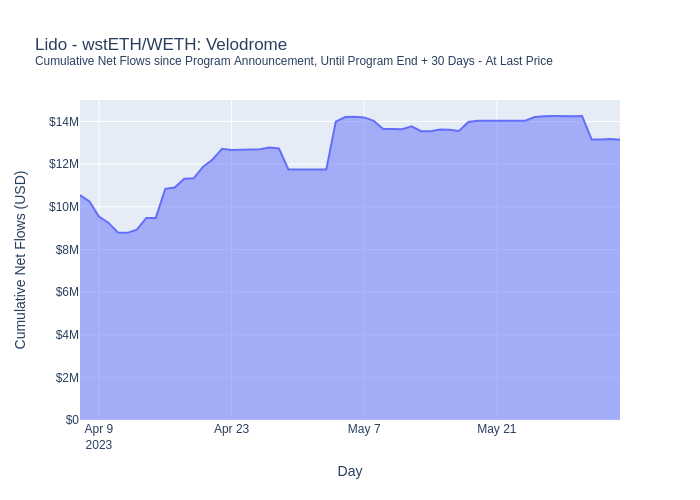 Lido - wstETH/WETH: Velodrome
Cumulative Net Flows since Program Announcement, Until Program End + 30 Days - At Last Price
Cumulative Net Flows (USD)
$14M
$12M
$10M
$8M
$6M
$4M
$2M
$0
Apr 9
2023
Apr 23
May 7
May 21
Day